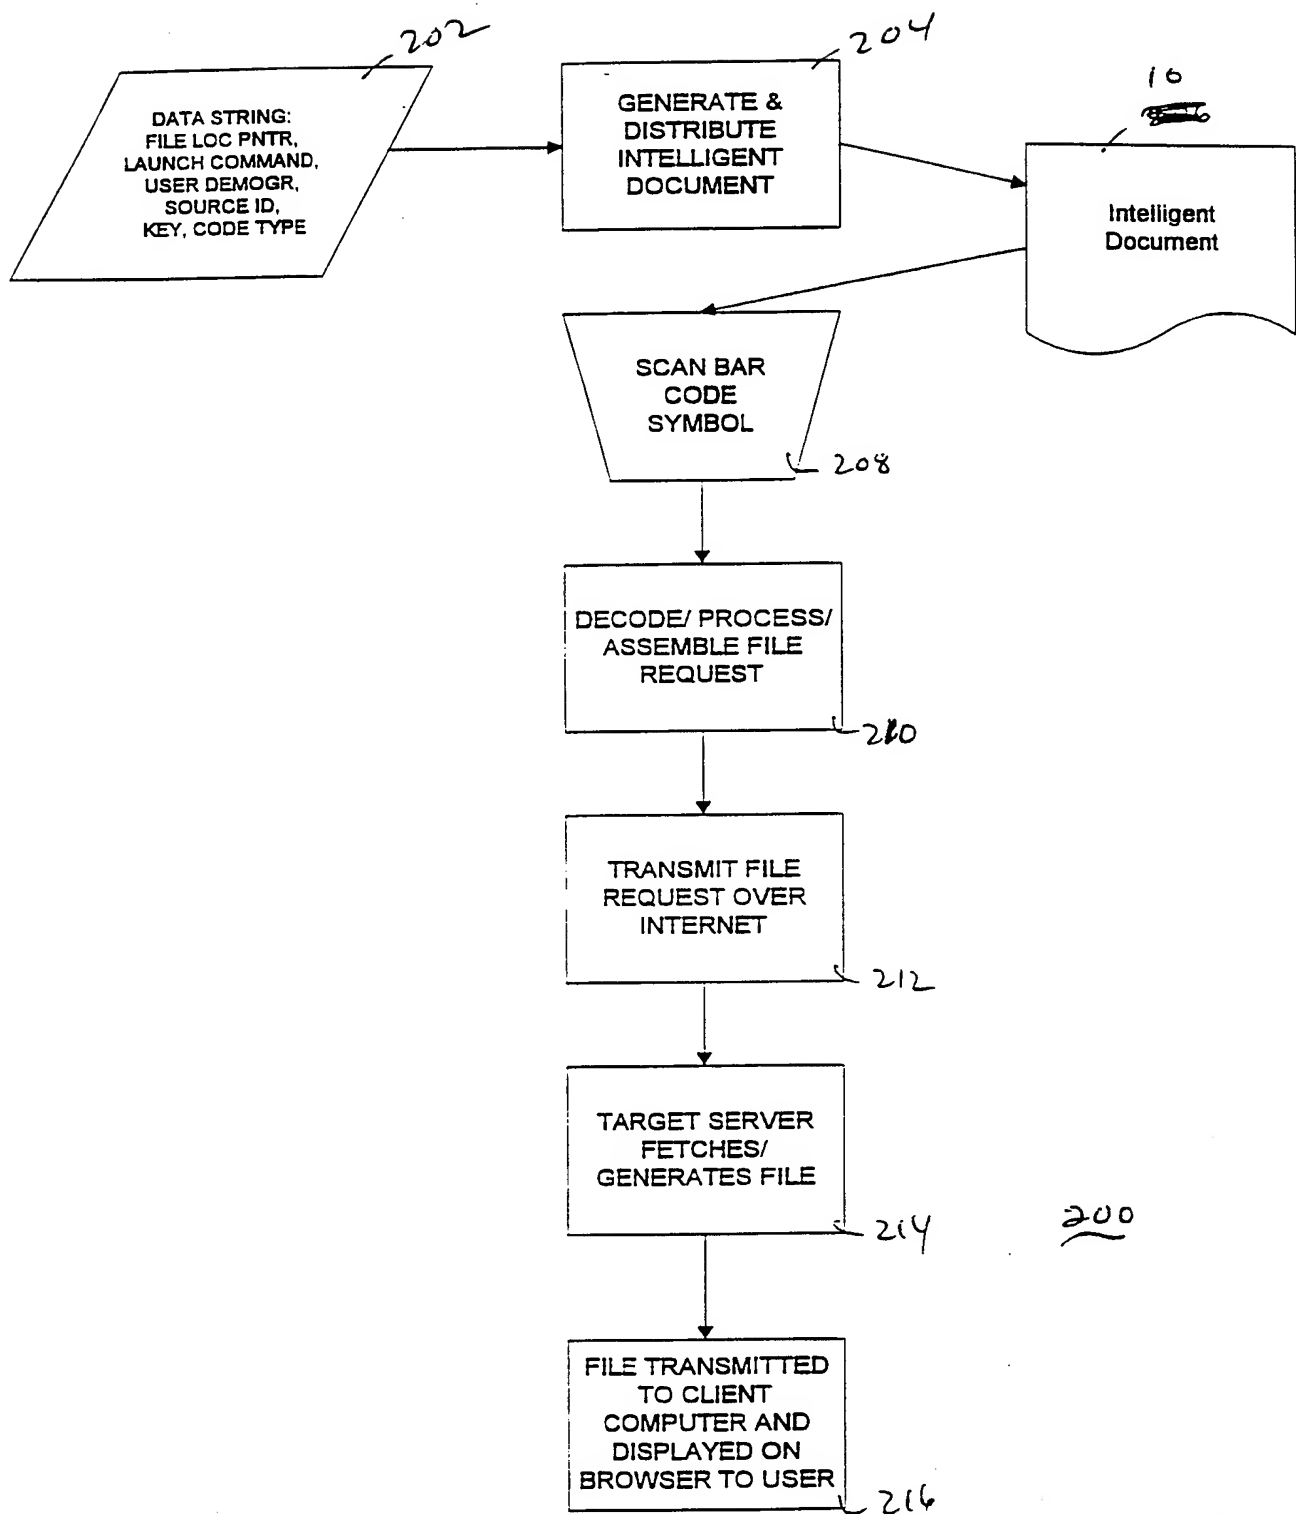 202
DATA STRING:
FILE LOC PNTR,
LAUNCH COMMAND,
USER DEMOGR,
SOURCE ID,
KEY, CODE TYPE
204
GENERATE &
DISTRIBUTE
INTELLIGENT
DOCUMENT
10
Intelligent
Document
SCAN BAR
CODE
SYMBOL
208
DECODE/ PROCESS/
ASSEMBLE FILE
REQUEST
210
TRANSMIT FILE
REQUEST OVER
INTERNET
212
TARGET SERVER
FETCHES/
GENERATES FILE
214
200
FILE TRANSMITTED
TO CLIENT
COMPUTER AND
DISPLAYED ON
BROWSER TO USER
216